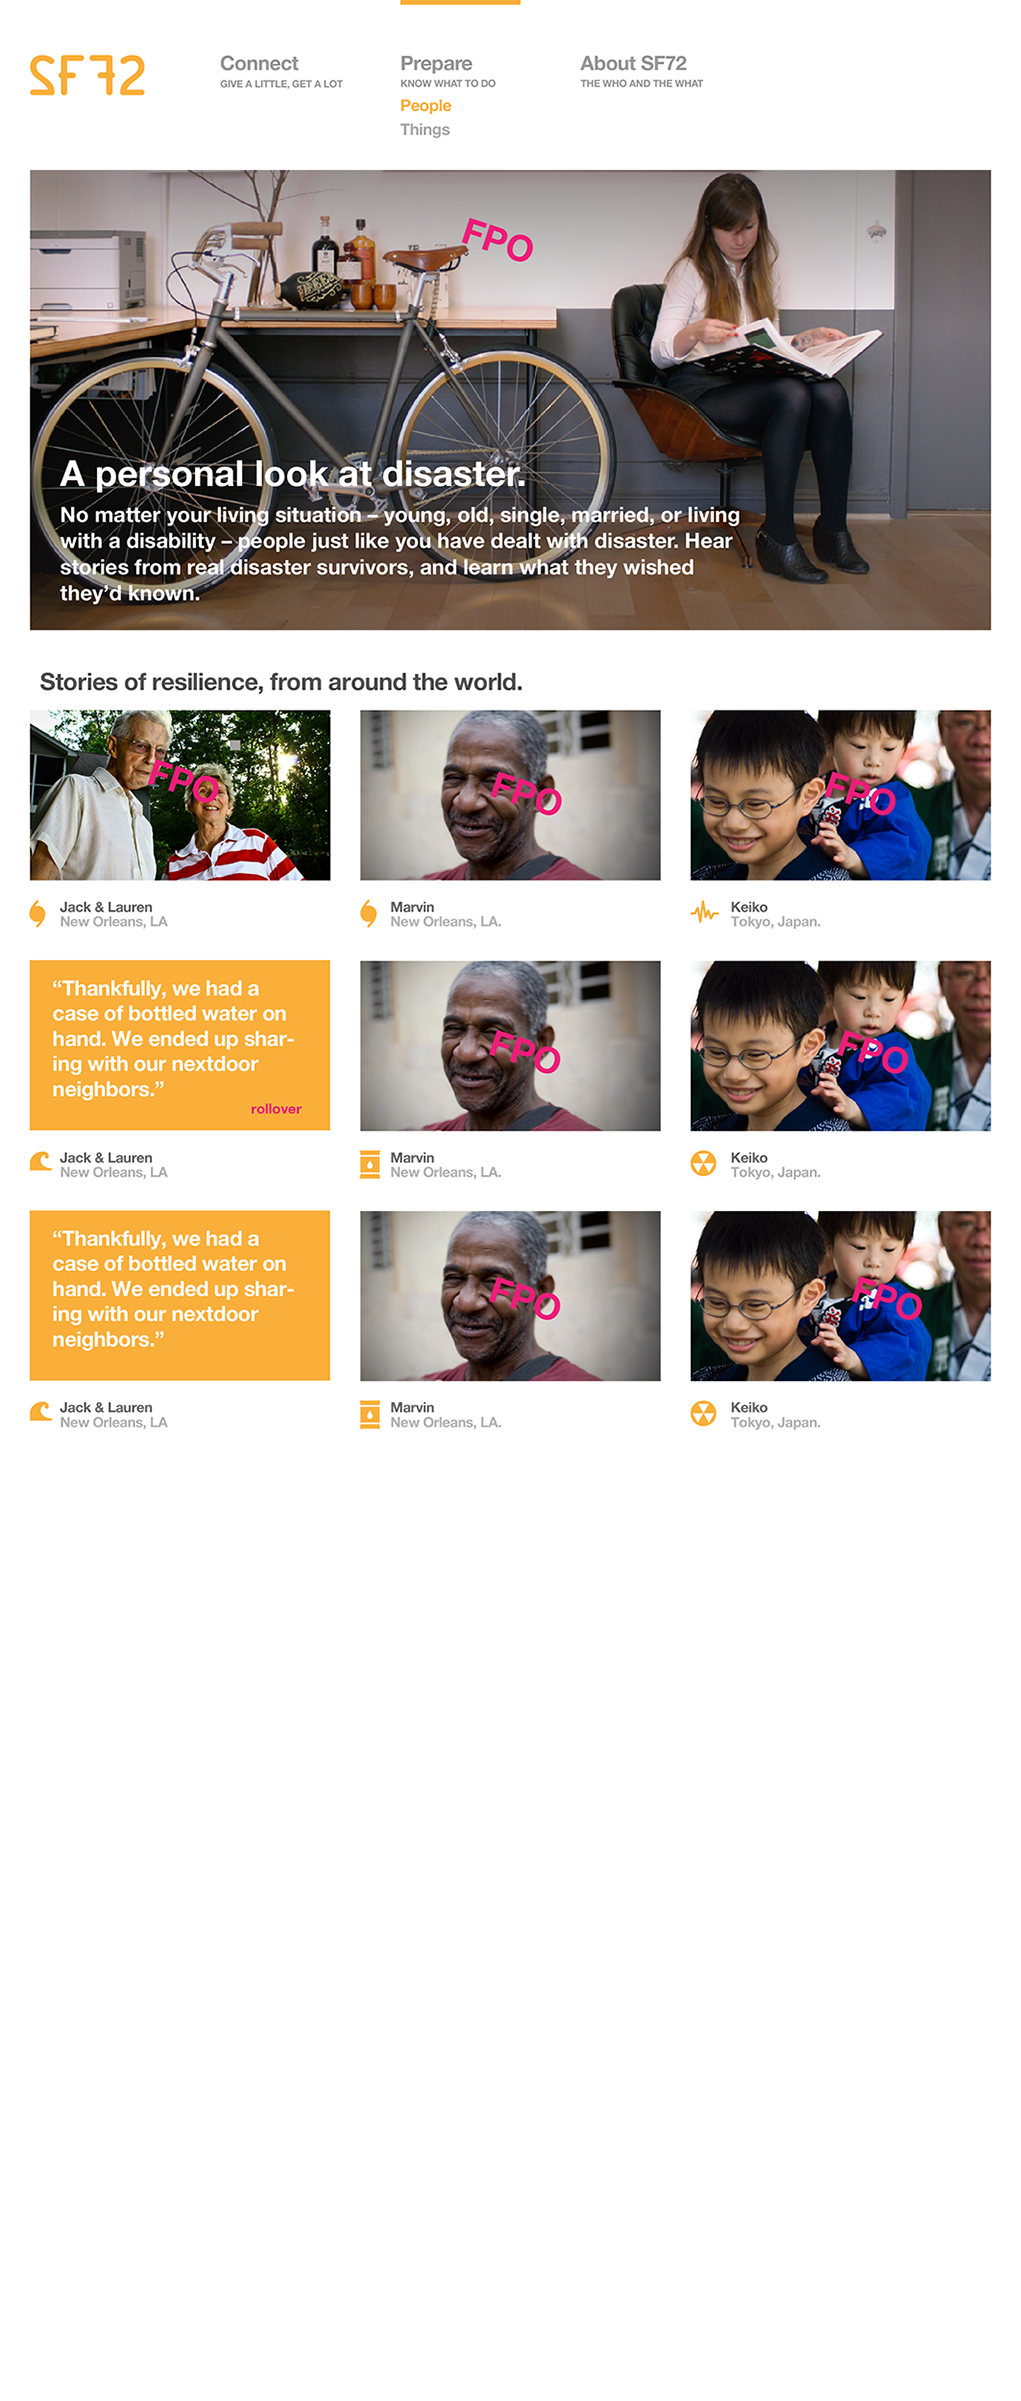 SF72
Connect
GIVE A LITTLE, GET A LOT
Prepare
KNOW WHAT TO DO
People
Things
About SF72
THE WHO AND THE WHAT
FPO
A personal look at disaster.
No matter your living situation – young, old, single, married, or living
with a disability – people just like you have dealt with disaster. Hear
stories from real disaster survivors, and learn what they wished
they’d known.
Stories of resilience, from around the world.
FPO
FPO
FPO
Jack & Lauren
New Orleans, LA
Marvin
New Orleans, LA.
Keiko
Tokyo, Japan.
“Thankfully, we had a
case of bottled water on
hand. We ended up shar-
ing with our nextdoor
neighbors.”
rollover
FPO
FPO
Jack & Lauren
New Orleans, LA
Marvin
New Orleans, LA.
Keiko
Tokyo, Japan.
“Thankfully, we had a
case of bottled water on
hand. We ended up shar-
ing with our nextdoor
neighbors.”
FPO
FPO
Jack & Lauren
New Orleans, LA
Marvin
New Orleans, LA.
Keiko
Tokyo, Japan.